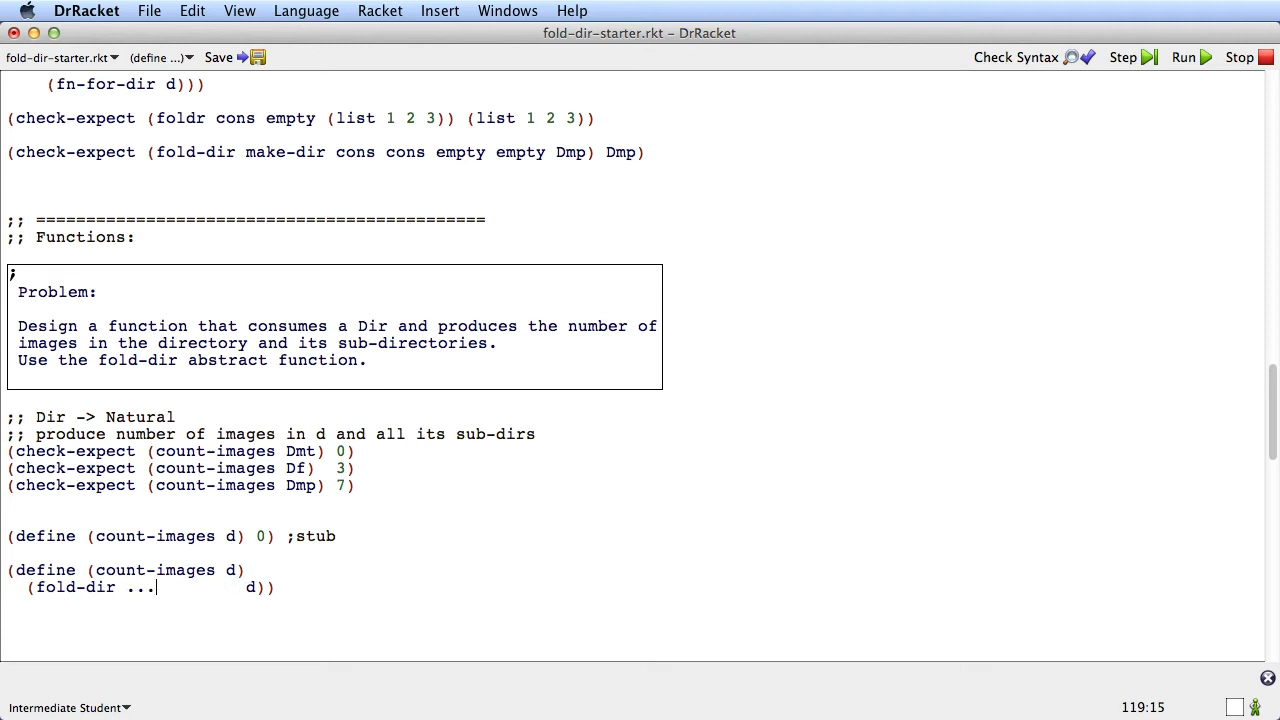 DrRacket File Edit View Language Racket Insert Windows Help
fold-dir-starter.rkt – DrRacket
fold-dir-starter.rkt (define ...) Save Check Syntax Step Run Stop
(fn-for-dir d)))
(check-expect (foldr cons empty (list 1 2 3)) (list 1 2 3))
(check-expect (fold-dir make-dir cons cons empty empty Dmp) Dmp)
;; =============================================
;; Functions:
;
Problem:
Design a function that consumes a Dir and produces the number of
images in the directory and its sub-directories.
Use the fold-dir abstract function.
;; Dir -> Natural
;; produce number of images in d and all its sub-dirs
(check-expect (count-images Dmt) 0)
(check-expect (count-images Df)  3)
(check-expect (count-images Dmp) 7)
(define (count-images d) 0) ;stub
(define (count-images d)
(fold-dir ...         d))
Intermediate Student 119:15